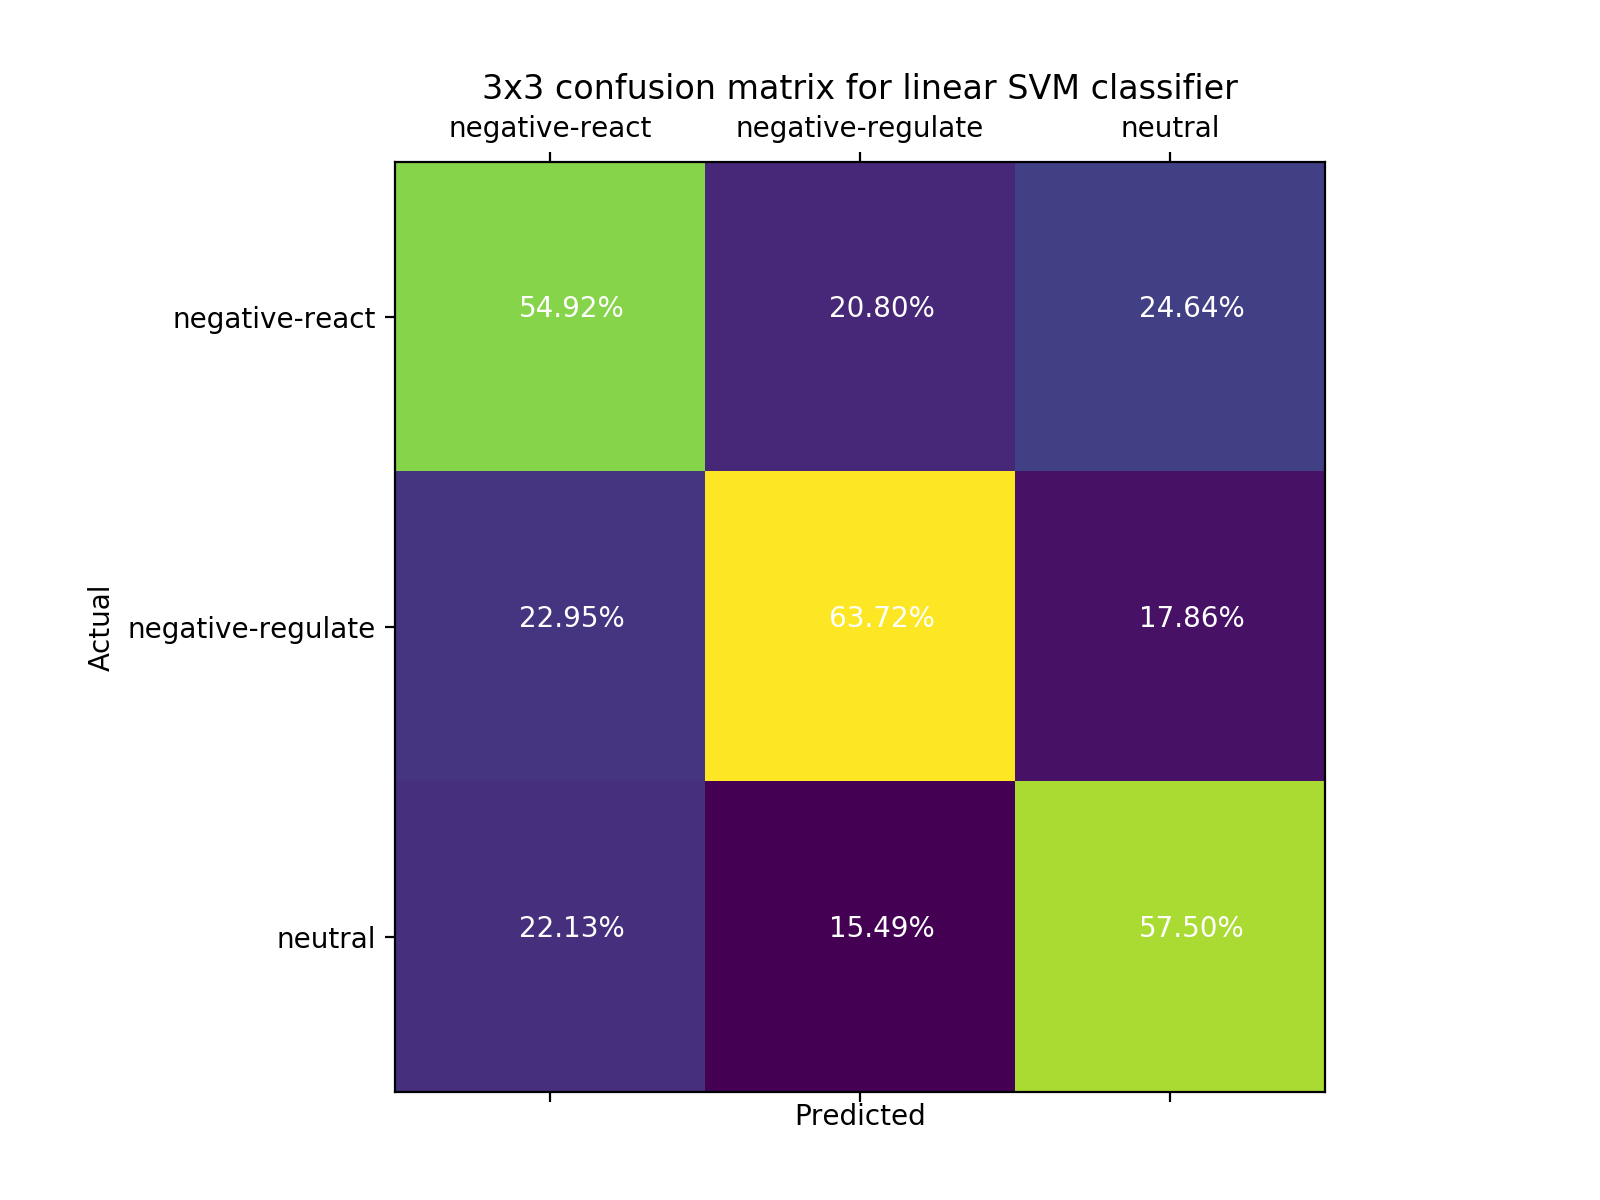 3x3 confusion matrix for linear SVM classifier
negative-react negative-regulate neutral
negative-react 54.92% 20.80% 24.64%
Actual
negative-regulate 22.95% 63.72% 17.86%
neutral 22.13% 15.49% 57.50%
Predicted